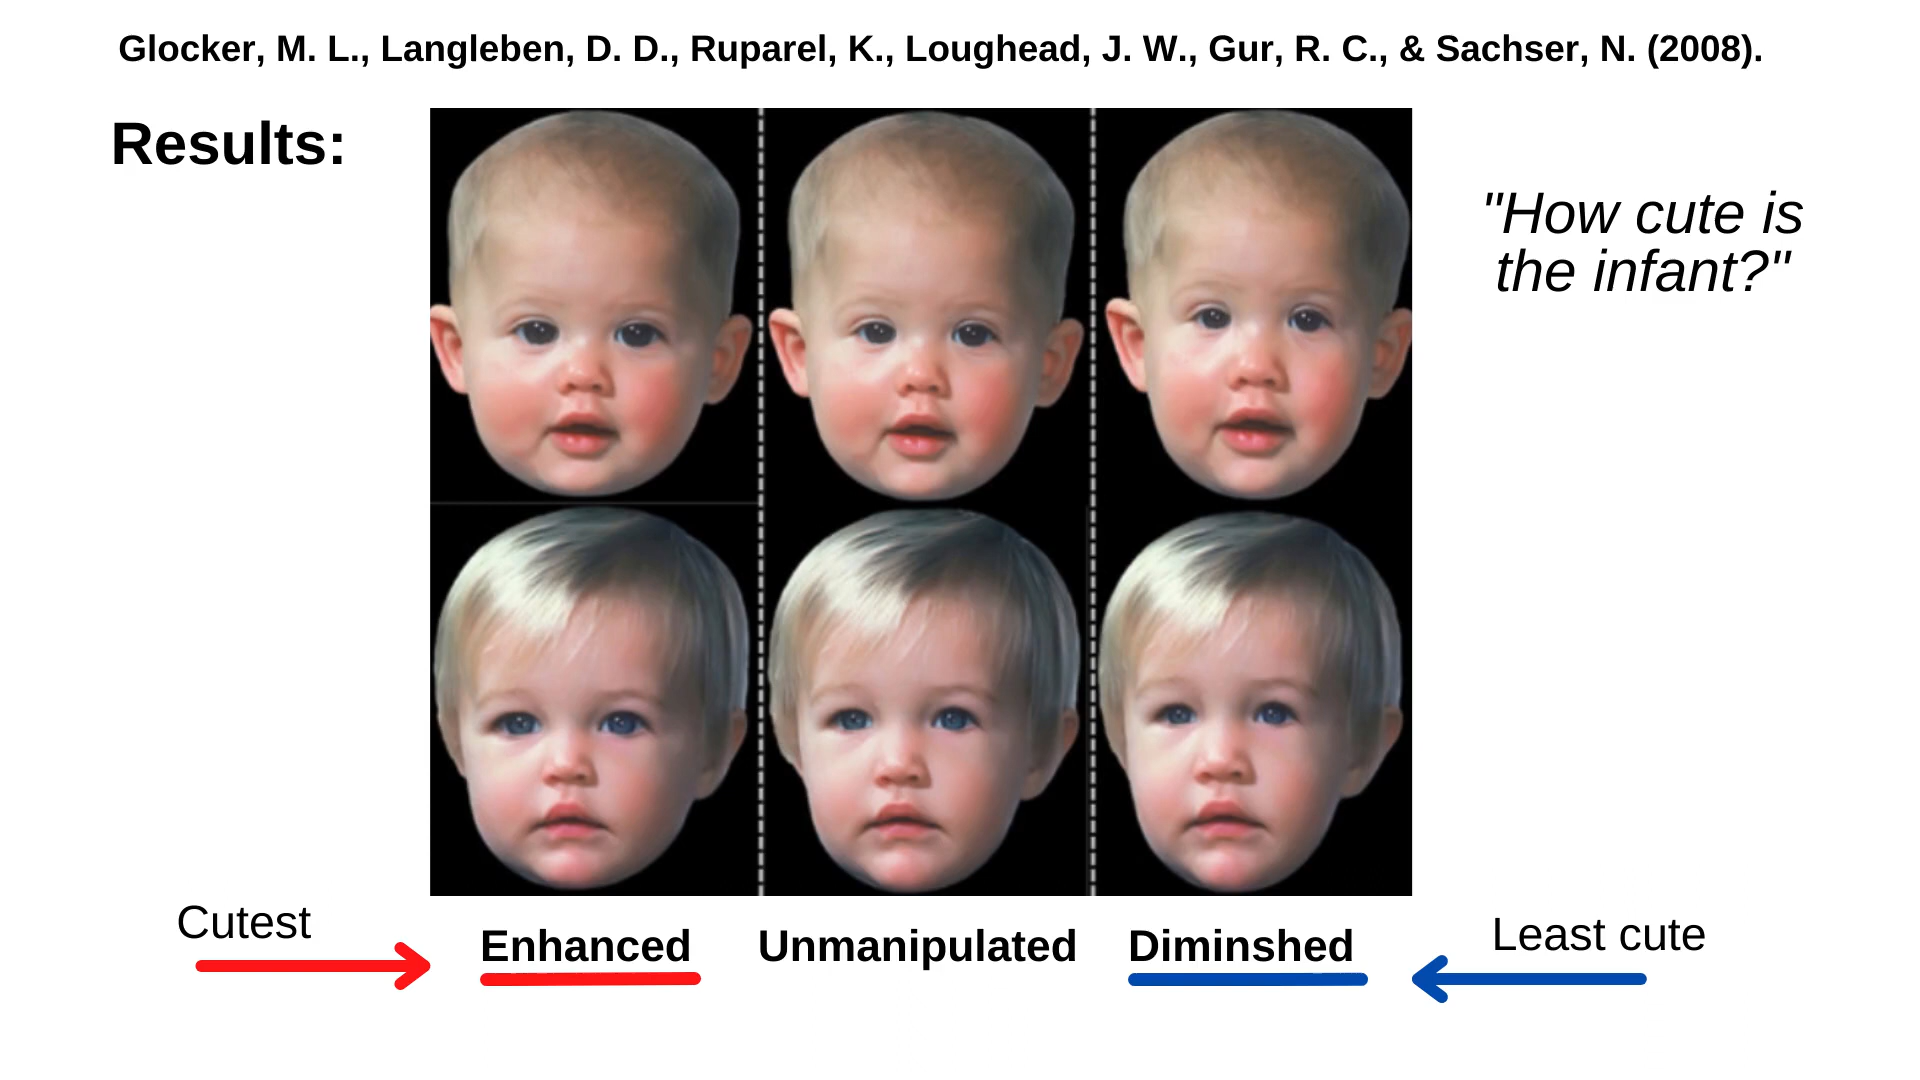 Glocker, M. L., Langleben, D. D., Ruparel, K., Loughead, J. W., Gur, R. C., & Sachser, N. (2008).
Results:
"How cute is
the infant?"
Cutest
Enhanced
Unmanipulated
Diminshed
Least cute